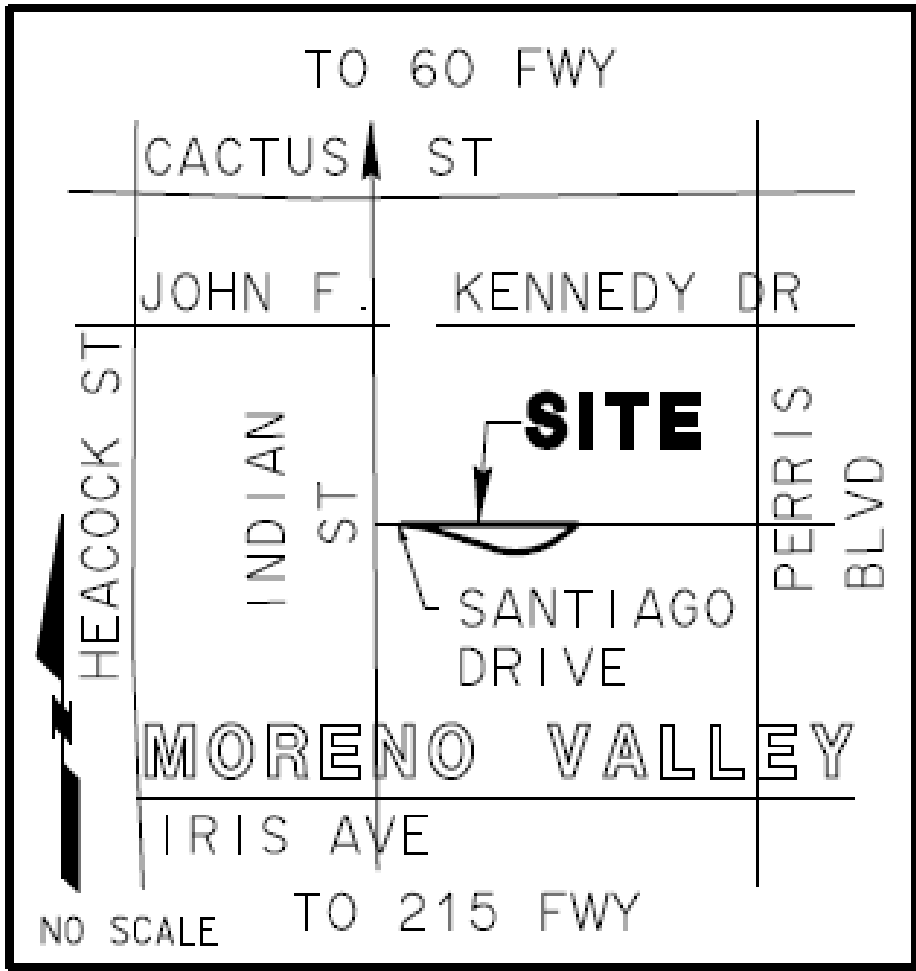 TO 60 FWY
CACTUS ST
JOHN F. KENNEDY DR
HEACOCK ST
INDIAN
ST
SITE
PERRIS
BLVD
SANTIAGO
DRIVE
N
MORENO VALLEY
IRIS AVE
TO 215 FWY
NO SCALE